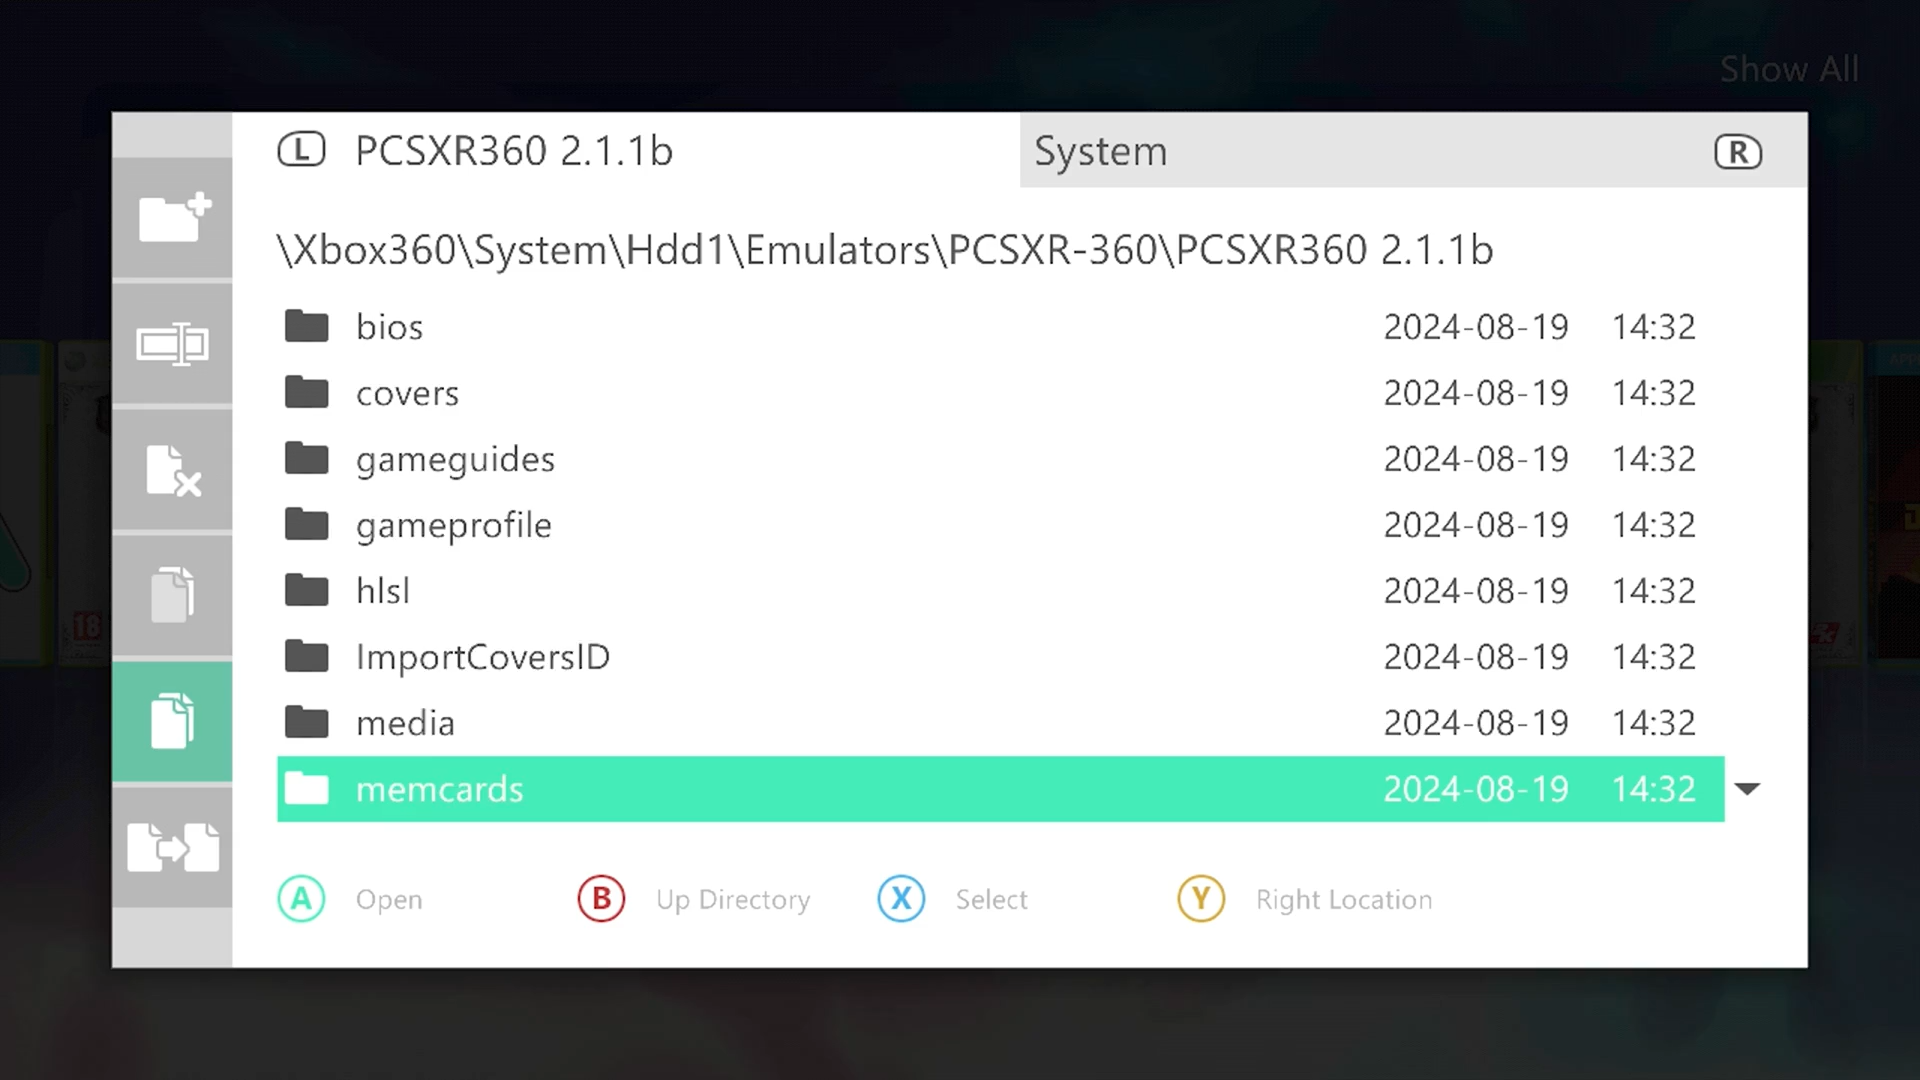 Show All
L PCSXR360 2.1.1b
System R
\Xbox360\System\Hdd1\Emulators\PCSXR-360\PCSXR360 2.1.1b
bios 2024-08-19 14:32
covers 2024-08-19 14:32
gameguides 2024-08-19 14:32
gameprofile 2024-08-19 14:32
hlsl 2024-08-19 14:32
ImportCoversID 2024-08-19 14:32
media 2024-08-19 14:32
memcards 2024-08-19 14:32
A Open B Up Directory X Select Y Right Location
18
2K